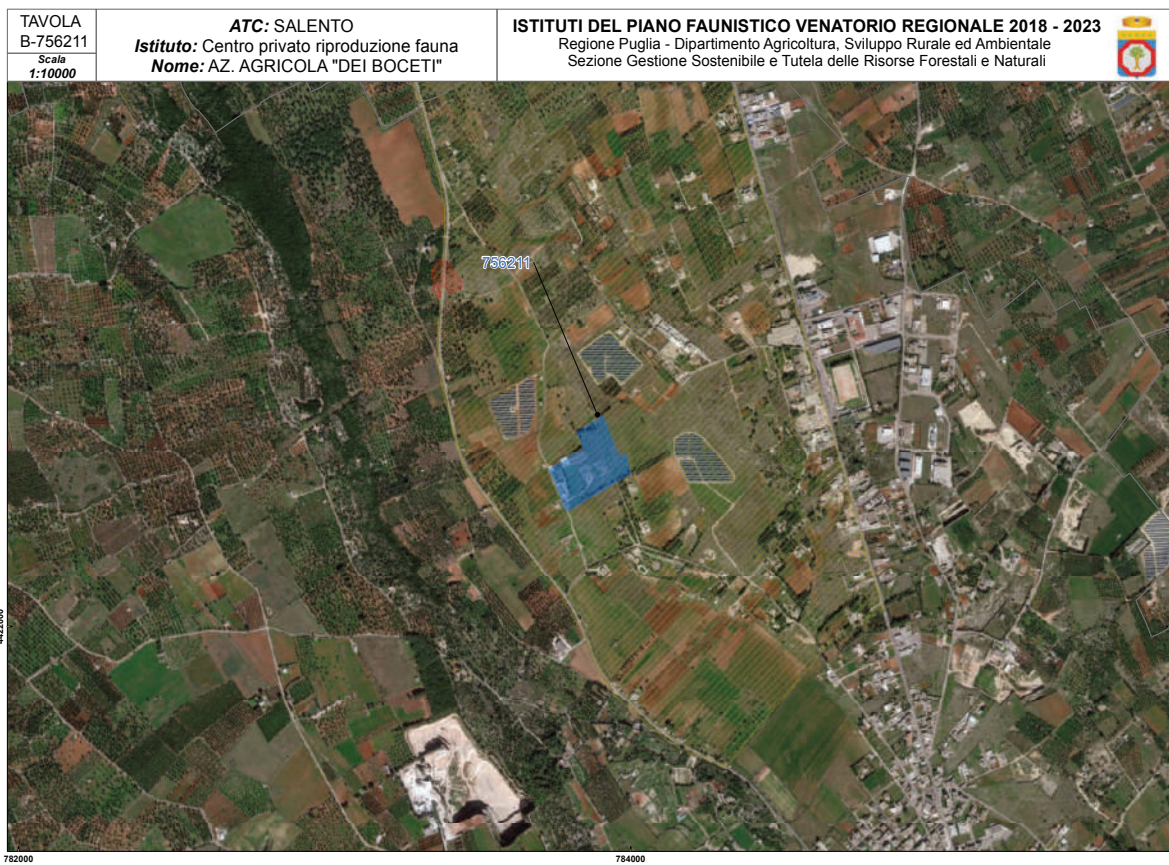 TAVOLA
B-756211
Scala
1:10000
ATC: SALENTO
Istituto: Centro privato riproduzione fauna
Nome: AZ. AGRICOLA "DEI BOCETI"
ISTITUTI DEL PIANO FAUNISTICO VENATORIO REGIONALE 2018 - 2023
Regione Puglia - Dipartimento Agricoltura, Sviluppo Rurale ed Ambientale
Sezione Gestione Sostenibile e Tutela delle Risorse Forestali e Naturali
756211
4422000
782000
784000